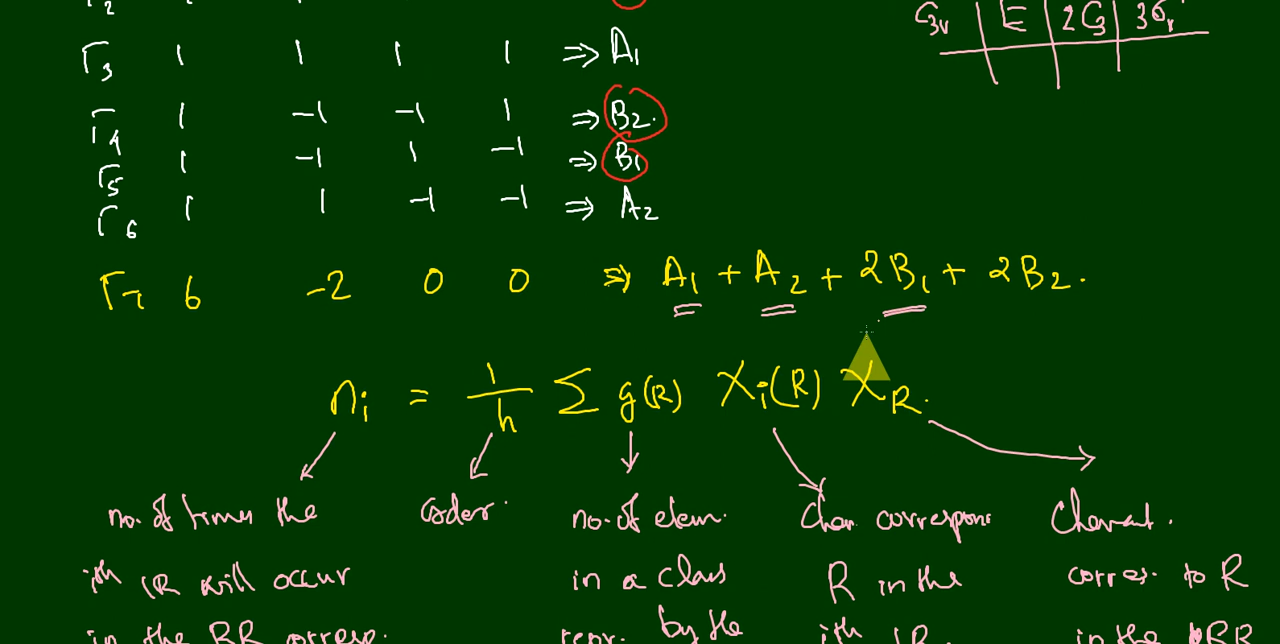 C3v | E | 2C3 | 3σv
Γ3 1 1 1 1 ⇒ A1
Γ4 1 -1 -1 1 ⇒ B2.
Γ5 1 -1 1 -1 ⇒ B1
Γ6 1 1 -1 -1 ⇒ A2
Γ7 6 -2 0 0 ⇒ A1 + A2 + 2B1 + 2B2.
ni = 1/h Σ g(R) χi(R) χR.
no. of times the order. no. of elem. Char correspon Charact.
ith IR will occur in a class R in the corres. to R
in the RR corresp. repr. by the ith IR. in the RR